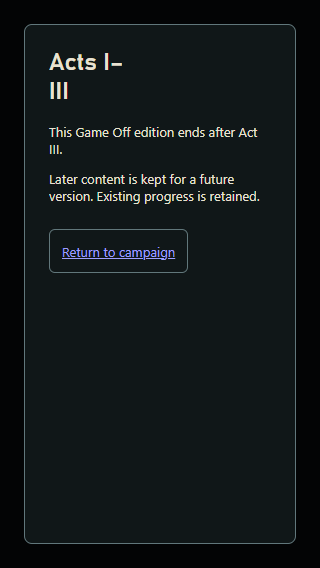 Acts I–
III
This Game Off edition ends after Act
III.
Later content is kept for a future
version. Existing progress is retained.
Return to campaign